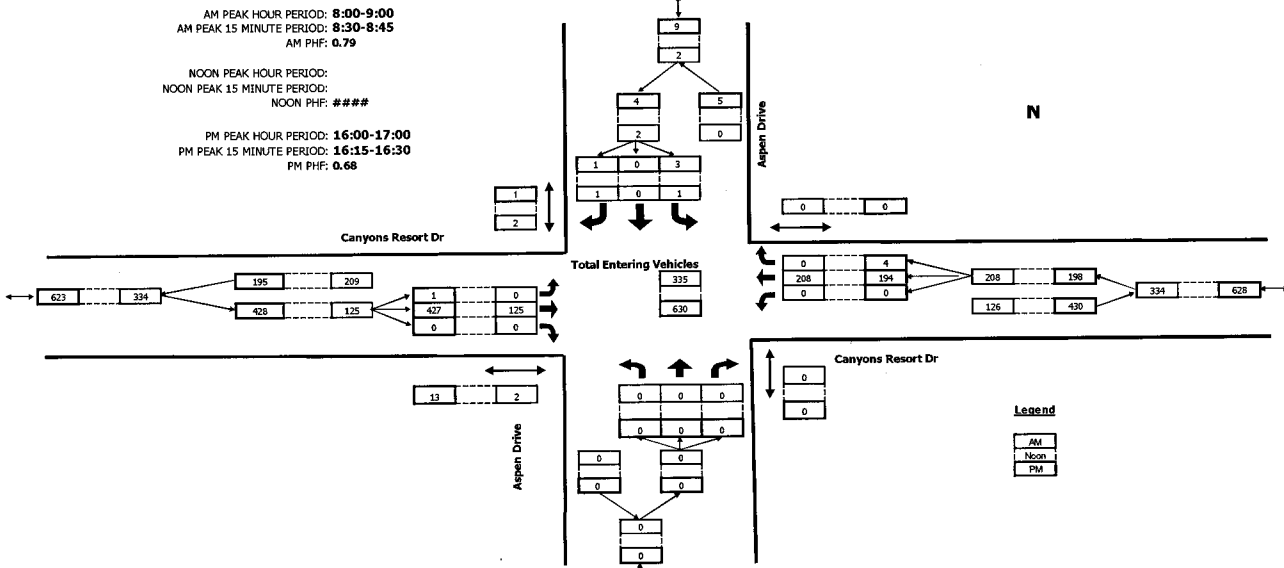 AM PEAK HOUR PERIOD: 8:00-9:00
AM PEAK 15 MINUTE PERIOD: 8:30-8:45
AM PHF: 0.79
NOON PEAK HOUR PERIOD:
NOON PEAK 15 MINUTE PERIOD:
NOON PHF: ####
PM PEAK HOUR PERIOD: 16:00-17:00
PM PEAK 15 MINUTE PERIOD: 16:15-16:30
PM PHF: 0.68
9
2
4 5
2 0
1 0 3
1 0 1
Aspen Drive
N
1
2
0 0
Canyons Resort Dr
Total Entering Vehicles
335
630
195 209
623 334
428 125
1 0
427 125
0 0
0 4
208 194
0 0
208 198
126 430
334 628
Canyons Resort Dr
13 2
Aspen Drive
0 0 0
0 0 0
0 0
0 0
0
0
0
0
Legend
AM
Noon
PM